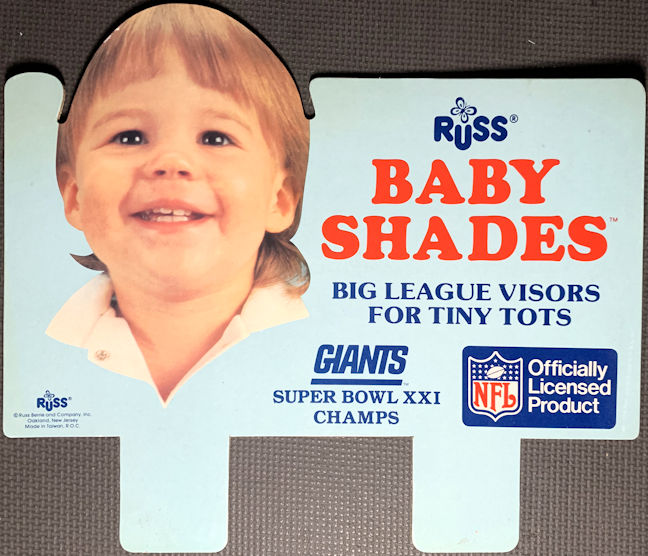 RUSS®
BABY
SHADES™
BIG LEAGUE VISORS
FOR TINY TOTS
GIANTS™
SUPER BOWL XXI
CHAMPS
NFL
Officially
Licensed
Product
RUSS®
©Russ Berrie and Company, Inc.
Oakland, New Jersey
Made in Taiwan, R.O.C.